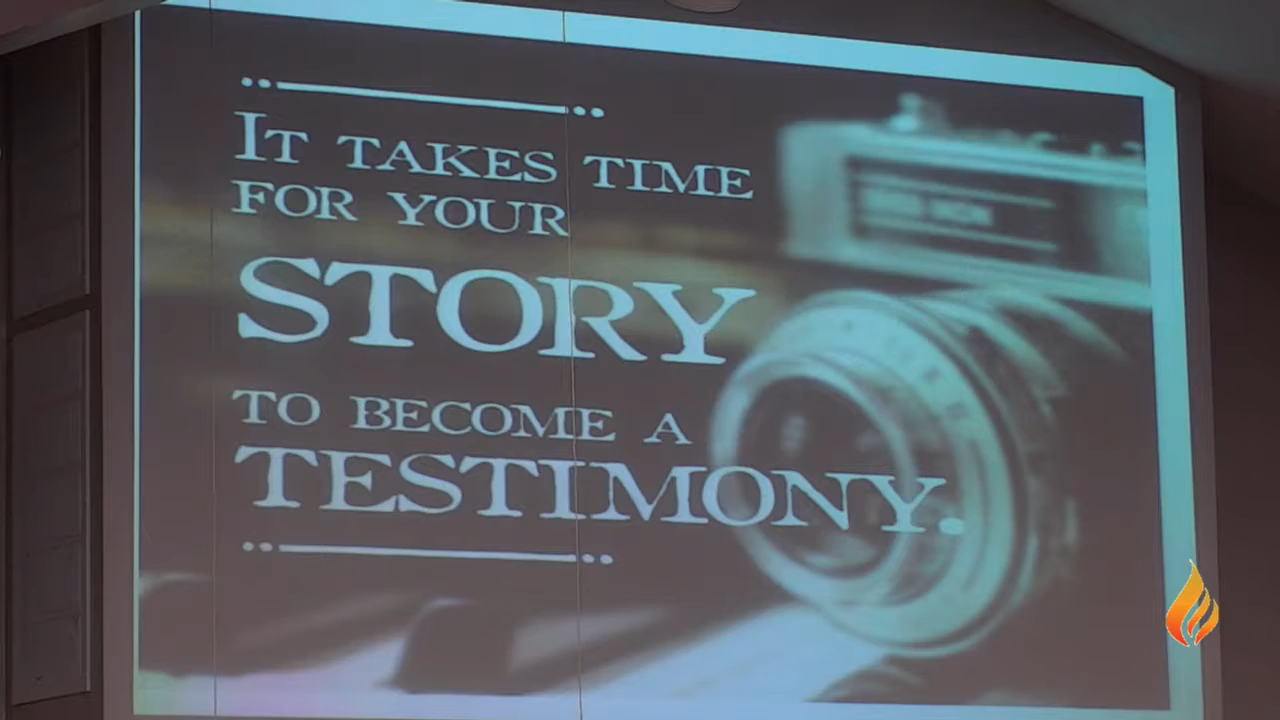 It takes time
for your
STORY
to become a
TESTIMONY.